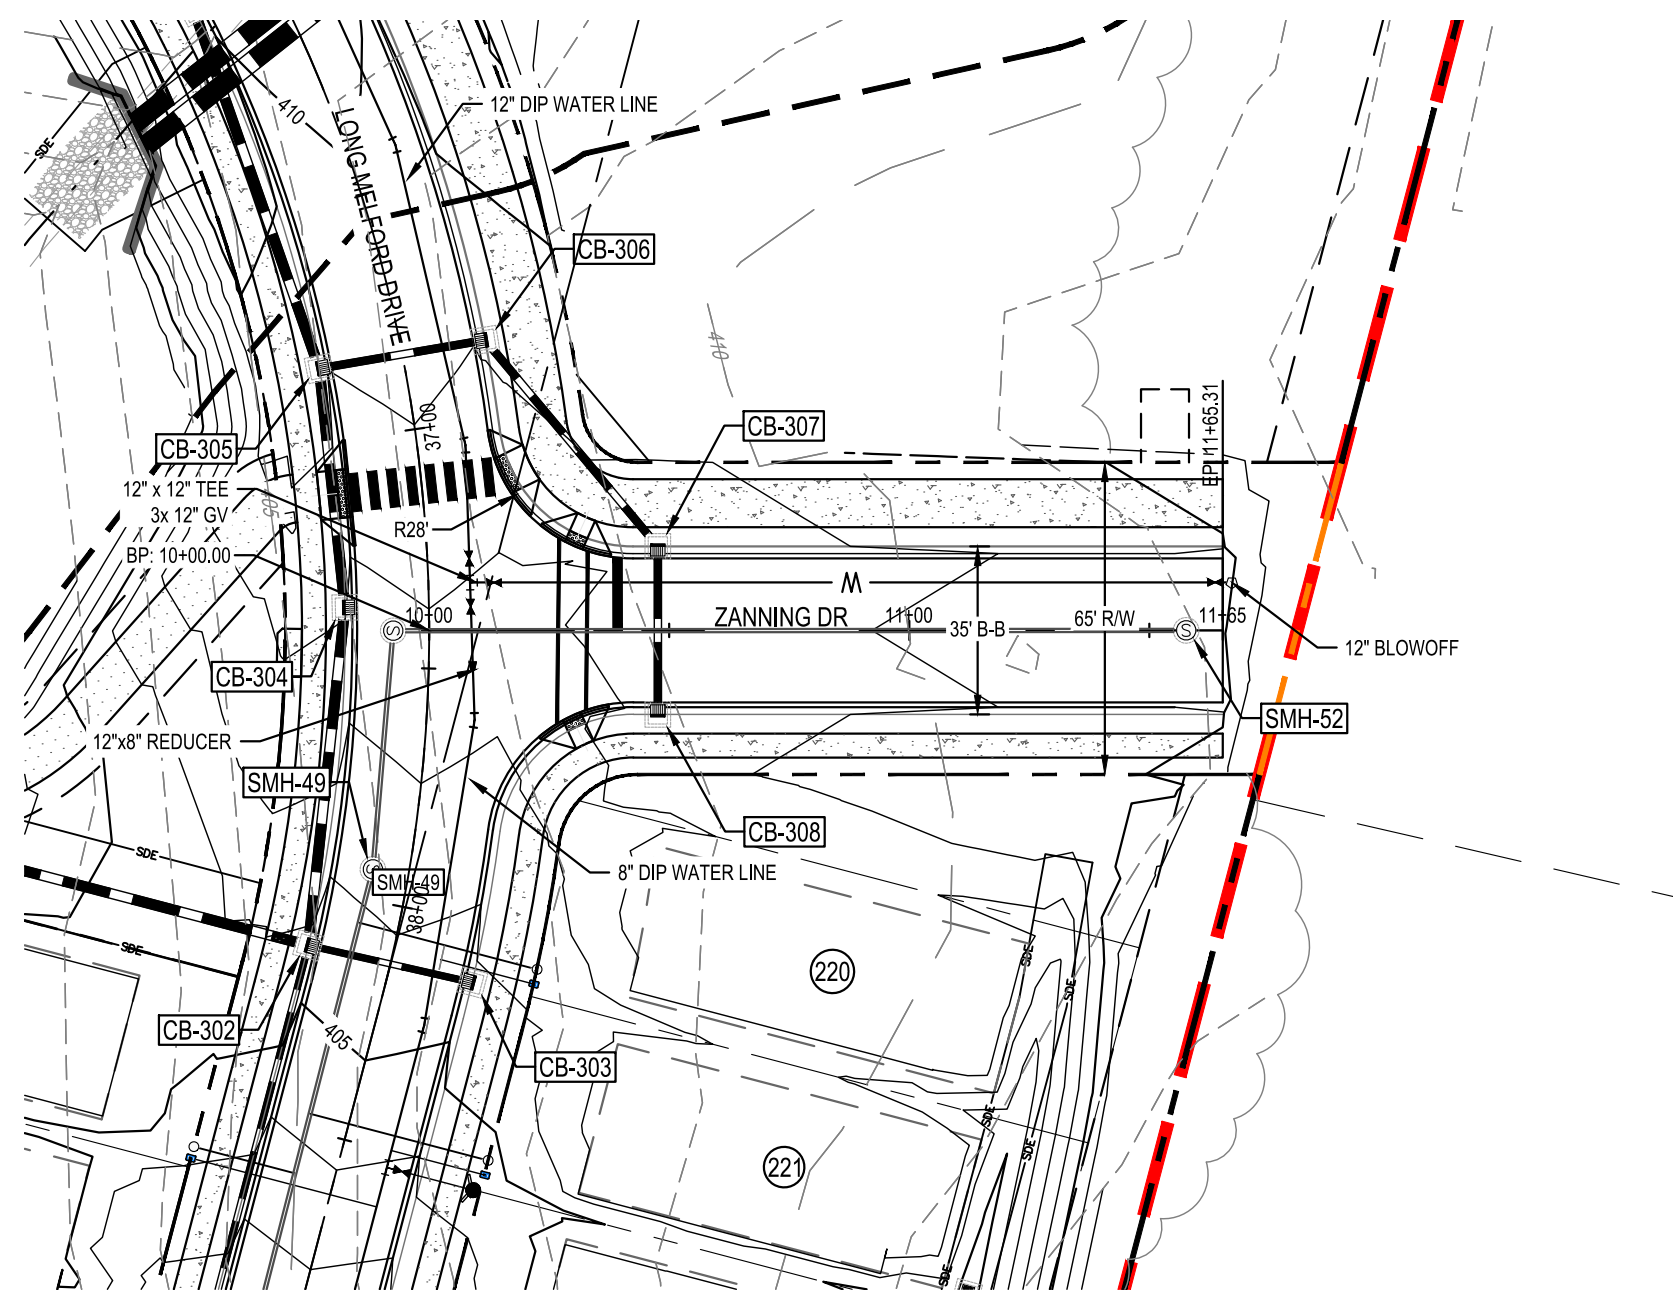 12" DIP WATER LINE
410
SDE
LONG MELFORD DRIVE
CB-306
410
EP: 11+65.31
CB-307
37+00
CB-305
12" x 12" TEE
405
3x 12" GV
R28'
BP: 10+00.00
W
10+00
ZANNING DR
11+00
35' B-B
65' R/W
11+65
S
S
12" BLOWOFF
CB-304
SMH-52
12"x8" REDUCER
SMH-49
CB-308
SDE
8" DIP WATER LINE
SMH-49
38+00
SDE
220
SDE
SDE
CB-302
405
CB-303
SDE
SDE
221
SDE